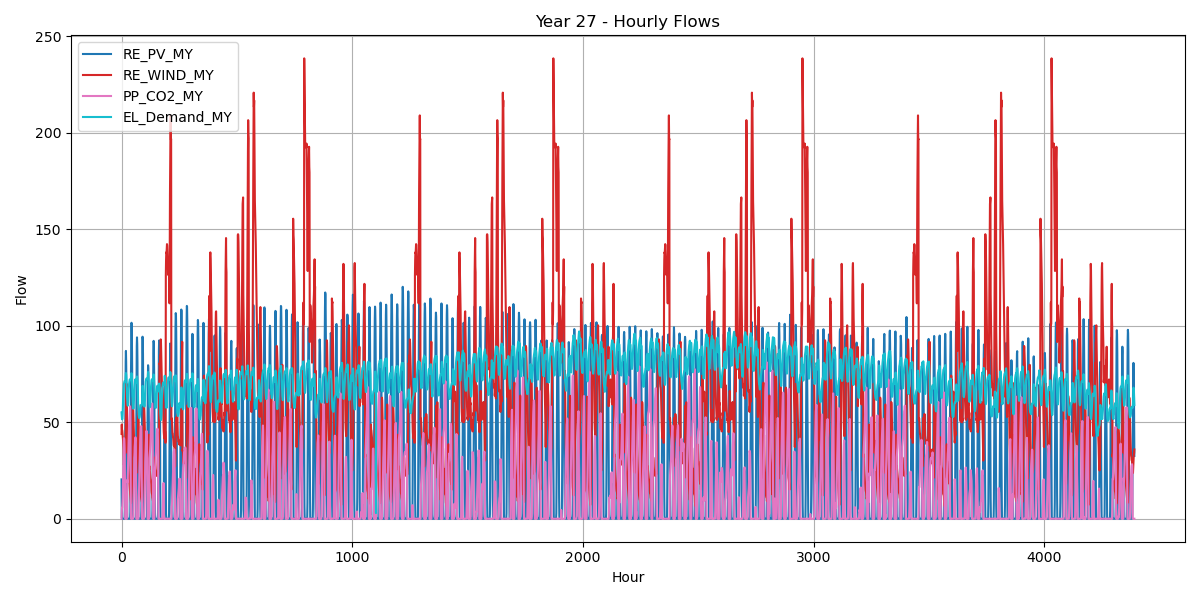 Year 27 - Hourly Flows
RE_PV_MY
RE_WIND_MY
PP_CO2_MY
EL_Demand_MY
Flow
250
200
150
100
50
0
0 1000 2000 3000 4000
Hour